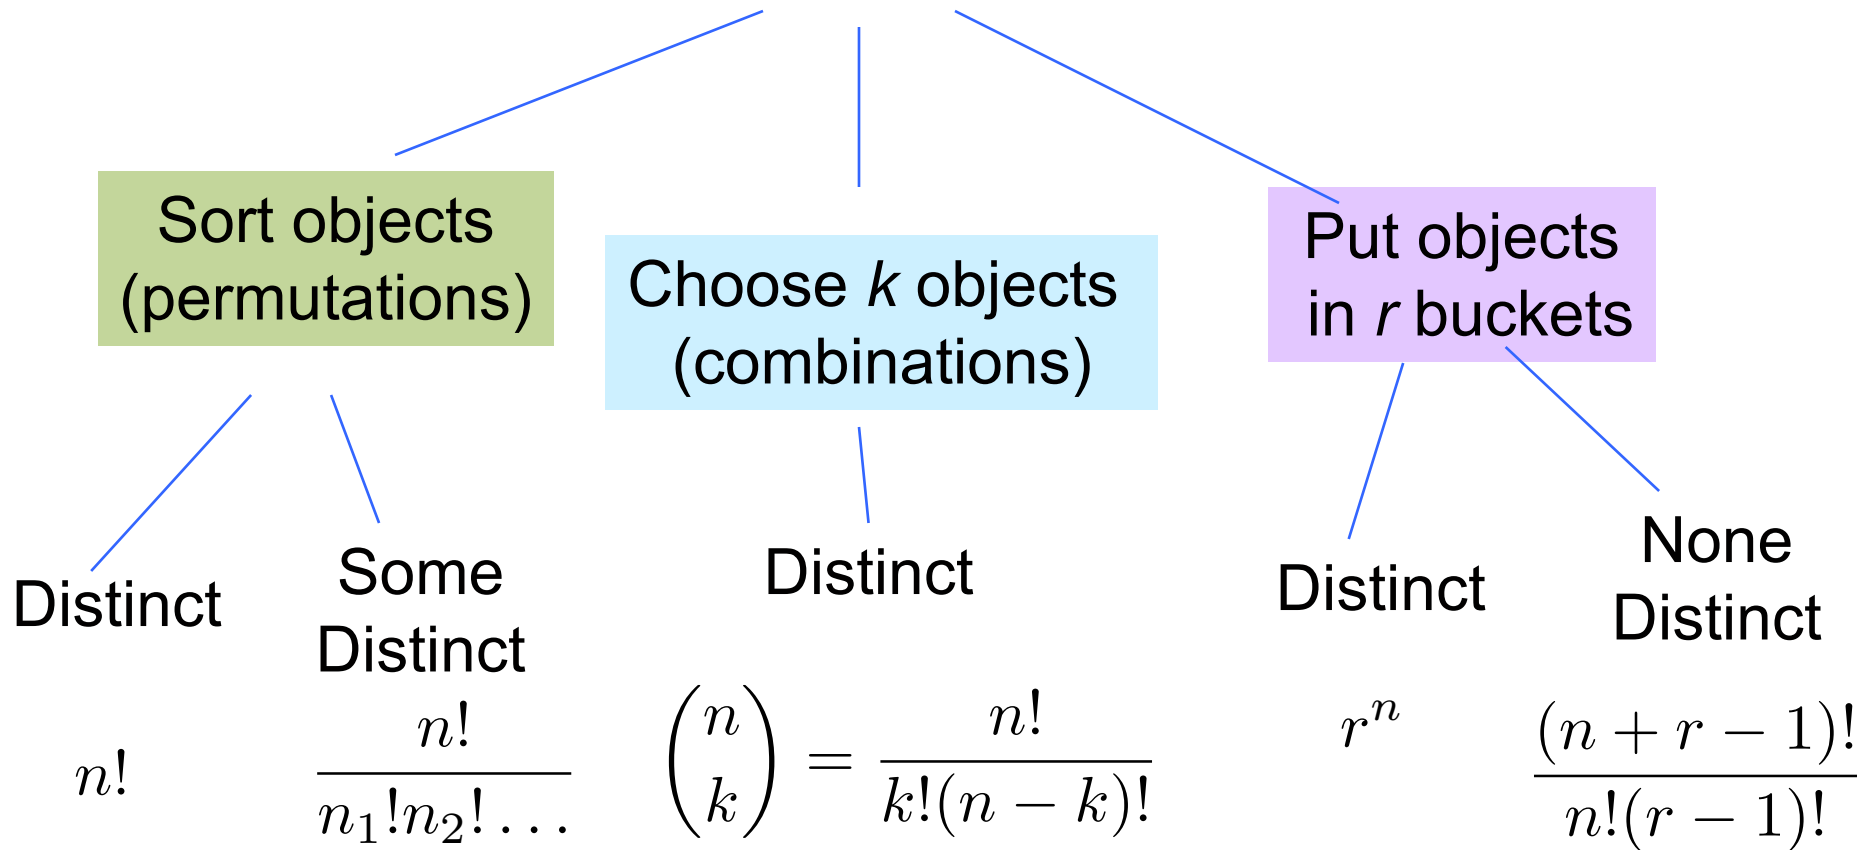 Sort objects
(permutations)
Choose k objects
(combinations)
Put objects
in r buckets
Distinct
Some
Distinct
Distinct
Distinct
None
Distinct
n!
n!
n₁!n₂!…
(n k) = n! / k!(n − k)!
rⁿ
(n + r − 1)!
n!(r − 1)!